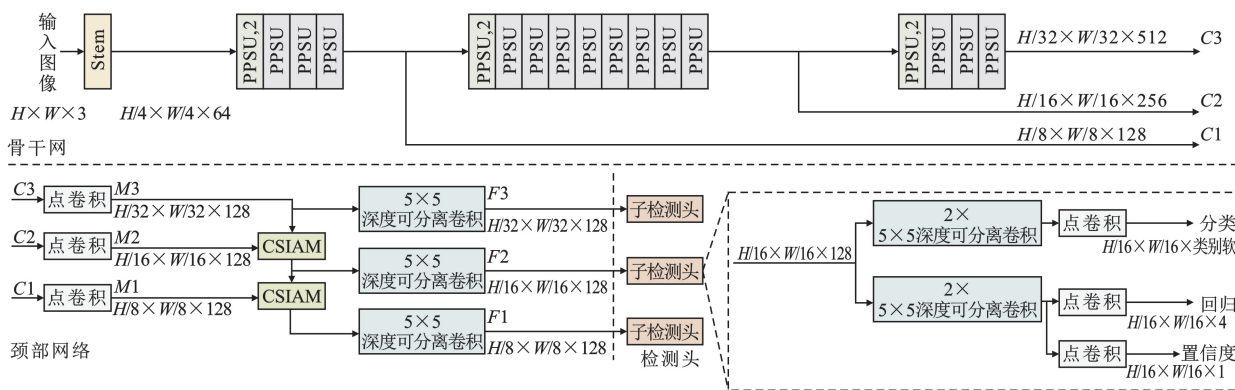 输入图像
Stem
PPSU,2
PPSU
PPSU
PPSU
PPSU,2
PPSU
PPSU
PPSU
PPSU
PPSU
PPSU
PPSU
PPSU
PPSU,2
PPSU
PPSU
PPSU
H/32×W/32×512
C3
H×W×3
H/4×W/4×64
H/16×W/16×256
C2
H/8×W/8×128
C1
骨干网
C3
点卷积
M3
H/32×W/32×128
C2
点卷积
M2
H/16×W/16×128
C1
点卷积
M1
H/8×W/8×128
CSIAM
CSIAM
5×5
深度可分离卷积
F3
H/32×W/32×128
5×5
深度可分离卷积
F2
H/16×W/16×128
5×5
深度可分离卷积
F1
H/8×W/8×128
颈部网络
子检测头
子检测头
子检测头
检测头
H/16×W/16×128
2×
5×5深度可分离卷积
点卷积
分类
H/16×W/16×类别软
2×
5×5深度可分离卷积
点卷积
回归
H/16×W/16×4
点卷积
置信度
H/16×W/16×1